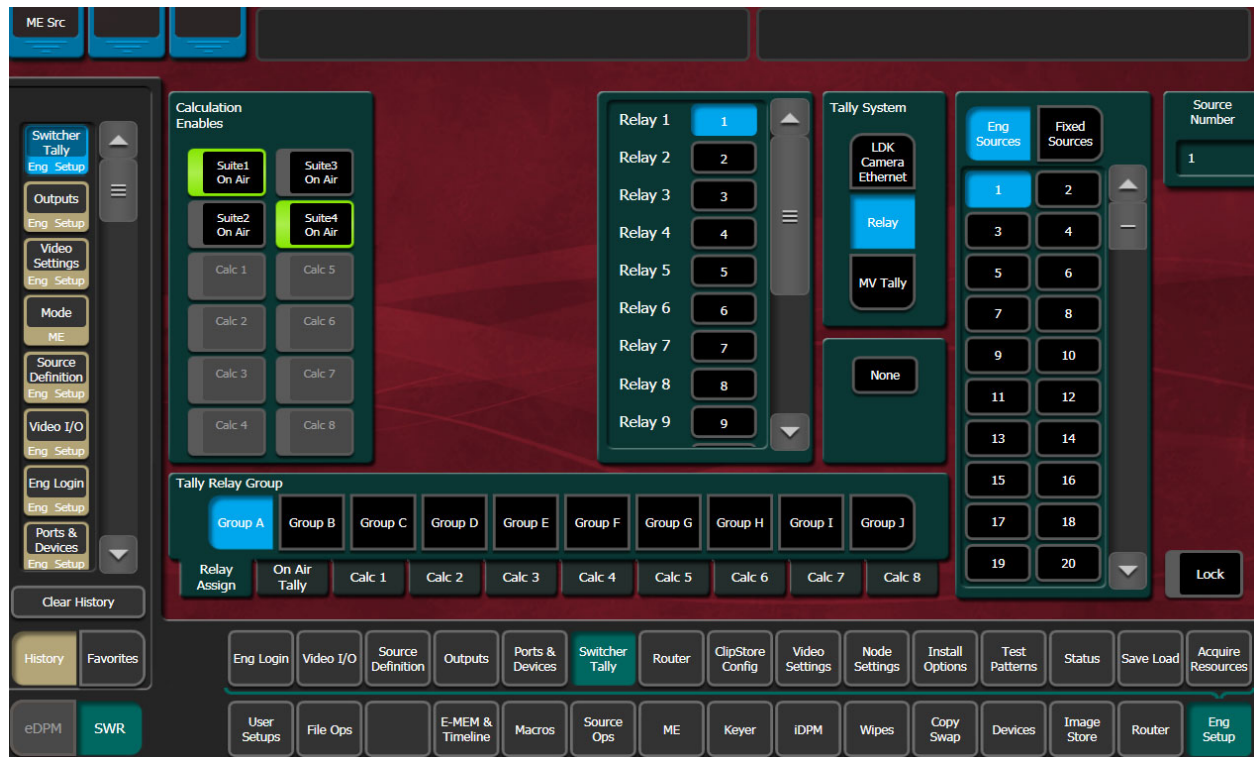 ME Src
Switcher
Tally
Eng Setup
Outputs
Eng Setup
Video
Settings
Eng Setup
Mode
ME
Source
Definition
Eng Setup
Video I/O
Eng Setup
Eng Login
Eng Setup
Ports &
Devices
Eng Setup
Clear History
History Favorites
eDPM SWR
Calculation
Enables
Suite1
On Air
Suite3
On Air
Suite2
On Air
Suite4
On Air
Calc 1 Calc 5
Calc 2 Calc 6
Calc 3 Calc 7
Calc 4 Calc 8
Relay 1 1
Relay 2 2
Relay 3 3
Relay 4 4
Relay 5 5
Relay 6 6
Relay 7 7
Relay 8 8
Relay 9 9
Tally System
LDK
Camera
Ethernet
Relay
MV Tally
None
Eng
Sources
Fixed
Sources
1 2
3 4
5 6
7 8
9 10
11 12
13 14
15 16
17 18
19 20
Source
Number
1
Lock
Tally Relay Group
Group A Group B Group C Group D Group E Group F Group G Group H Group I Group J
Relay
Assign
On Air
Tally
Calc 1 Calc 2 Calc 3 Calc 4 Calc 5 Calc 6 Calc 7 Calc 8
Eng Login
Video I/O
Source
Definition
Outputs
Ports &
Devices
Switcher
Tally
Router
ClipStore
Config
Video
Settings
Node
Settings
Install
Options
Test
Patterns
Status
Save Load
Acquire
Resources
User
Setups
File Ops
E-MEM &
Timeline
Macros
Source
Ops
ME
Keyer
iDPM
Wipes
Copy
Swap
Devices
Image
Store
Router
Eng
Setup